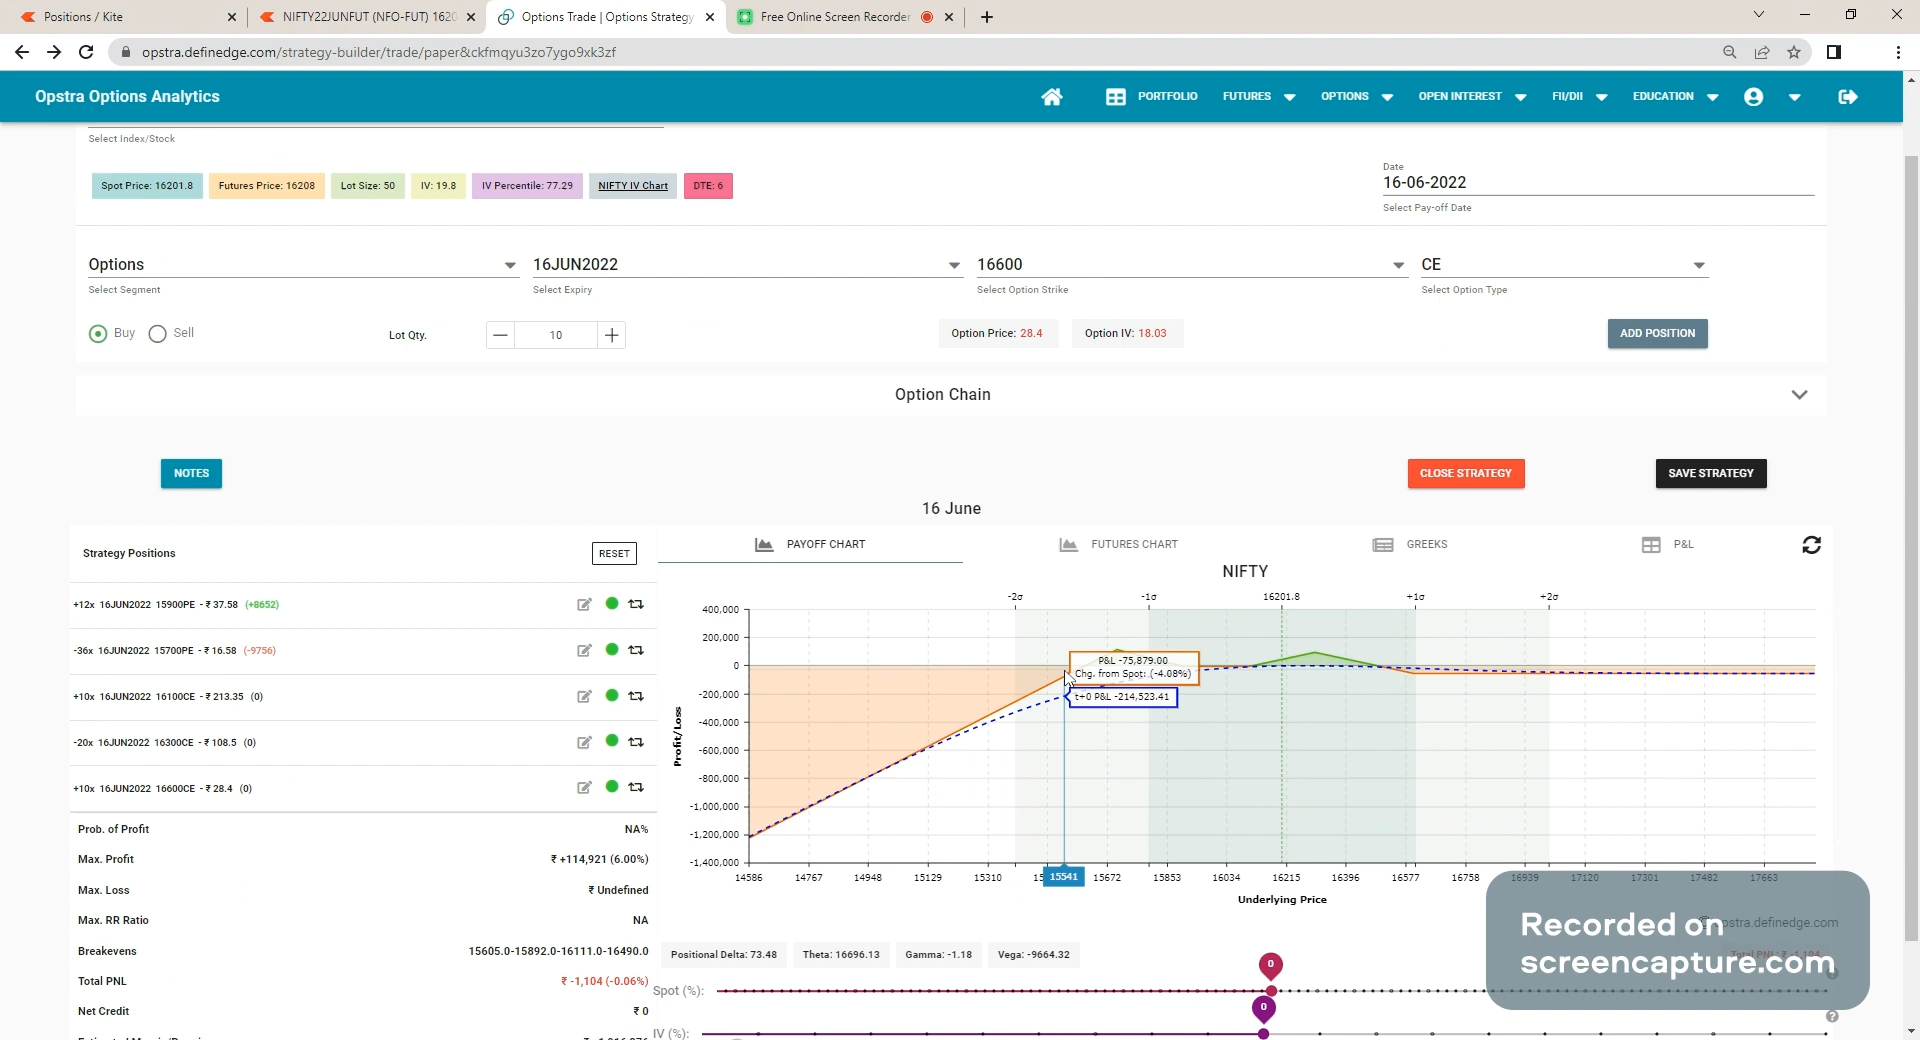 Positions / Kite
NIFTY22JUNFUT (NFO-FUT) 1620
Options Trade | Options Strategy
Free Online Screen Recorder
opstra.definedge.com/strategy-builder/trade/paper&ckfmqyu3zo7ygo9xk3zf
Opstra Options Analytics
PORTFOLIO
FUTURES
OPTIONS
OPEN INTEREST
FII/DII
EDUCATION
Select Index/Stock
Spot Price: 16201.8
Futures Price: 16208
Lot Size: 50
IV: 19.8
IV Percentile: 77.29
NIFTY IV Chart
DTE: 6
Date
16-06-2022
Select Pay-off Date
Options
16JUN2022
16600
CE
Select Segment
Select Expiry
Select Option Strike
Select Option Type
Buy
Sell
Lot Qty.
10
Option Price: 28.4
Option IV: 18.03
ADD POSITION
Option Chain
NOTES
CLOSE STRATEGY
SAVE STRATEGY
16 June
Strategy Positions
RESET
PAYOFF CHART
FUTURES CHART
GREEKS
P&L
+12x 16JUN2022 15900PE - ₹ 37.58 (+8652)
-36x 16JUN2022 15700PE - ₹ 16.58 (-9756)
+10x 16JUN2022 16100CE - ₹ 213.35 (0)
-20x 16JUN2022 16300CE - ₹ 108.5 (0)
+10x 16JUN2022 16600CE - ₹ 28.4 (0)
Prob. of Profit NA%
Max. Profit ₹ +114,921 (6.00%)
Max. Loss ₹ Undefined
Max. RR Ratio NA
Breakevens 15605.0-15892.0-16111.0-16490.0
Total PNL ₹ -1,104 (-0.06%)
Net Credit ₹ 0
NIFTY
-2σ -1σ 16201.8 +1σ +2σ
400,000
200,000
0
-200,000
-400,000
-600,000
-800,000
-1,000,000
-1,200,000
-1,400,000
Profit/Loss
P&L -75,879.00
Chg. from Spot: (-4.08%)
t+0 P&L -214,523.41
14586 14767 14948 15129 15310 15541 15672 15853 16034 16215 16396 16577 16758 16939 17120 17301 17482 17663
Underlying Price
opstra.definedge.com
Positional Delta: 73.48
Theta: 16696.13
Gamma: -1.18
Vega: -9664.32
Total PNL: ₹ -1,104
0
Spot (%):
0
IV (%):
Recorded on
screencapture.com